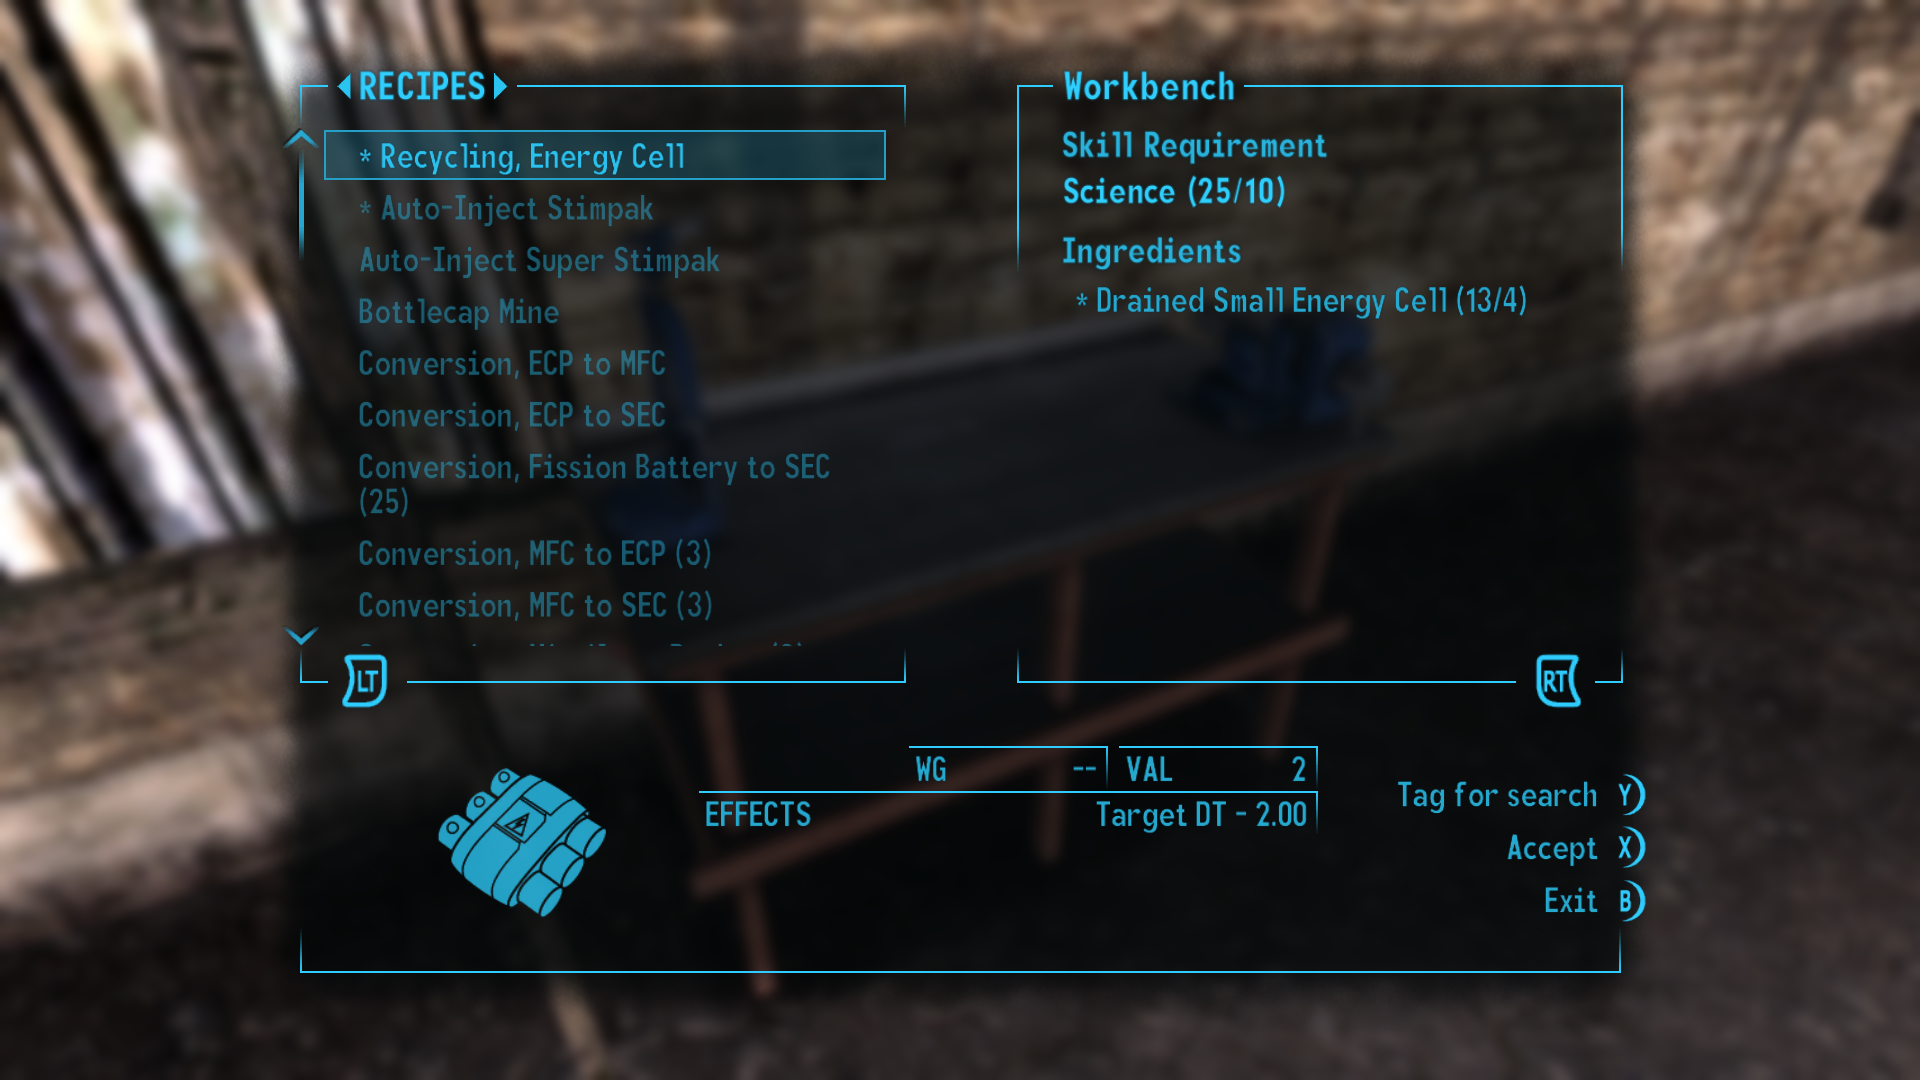 RECIPES
* Recycling, Energy Cell
* Auto-Inject Stimpak
Auto-Inject Super Stimpak
Bottlecap Mine
Conversion, ECP to MFC
Conversion, ECP to SEC
Conversion, Fission Battery to SEC
(25)
Conversion, MFC to ECP (3)
Conversion, MFC to SEC (3)
LT
Workbench
Skill Requirement
Science (25/10)
Ingredients
* Drained Small Energy Cell (13/4)
RT
WG -- VAL 2
EFFECTS Target DT - 2.00
Tag for search Y)
Accept X)
Exit B)